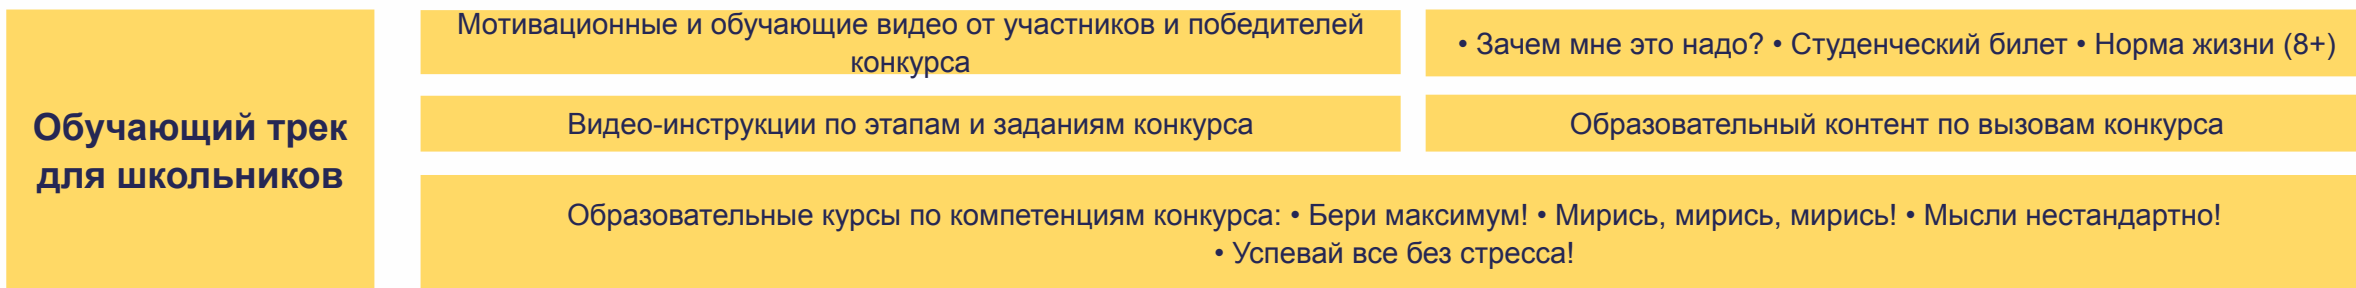 Обучающий трек
для школьников
Мотивационные и обучающие видео от участников и победителей
конкурса
• Зачем мне это надо? • Студенческий билет • Норма жизни (8+)
Видео-инструкции по этапам и заданиям конкурса
Образовательный контент по вызовам конкурса
Образовательные курсы по компетенциям конкурса: • Бери максимум! • Мирись, мирись, мирись! • Мысли нестандартно!
• Успевай все без стресса!